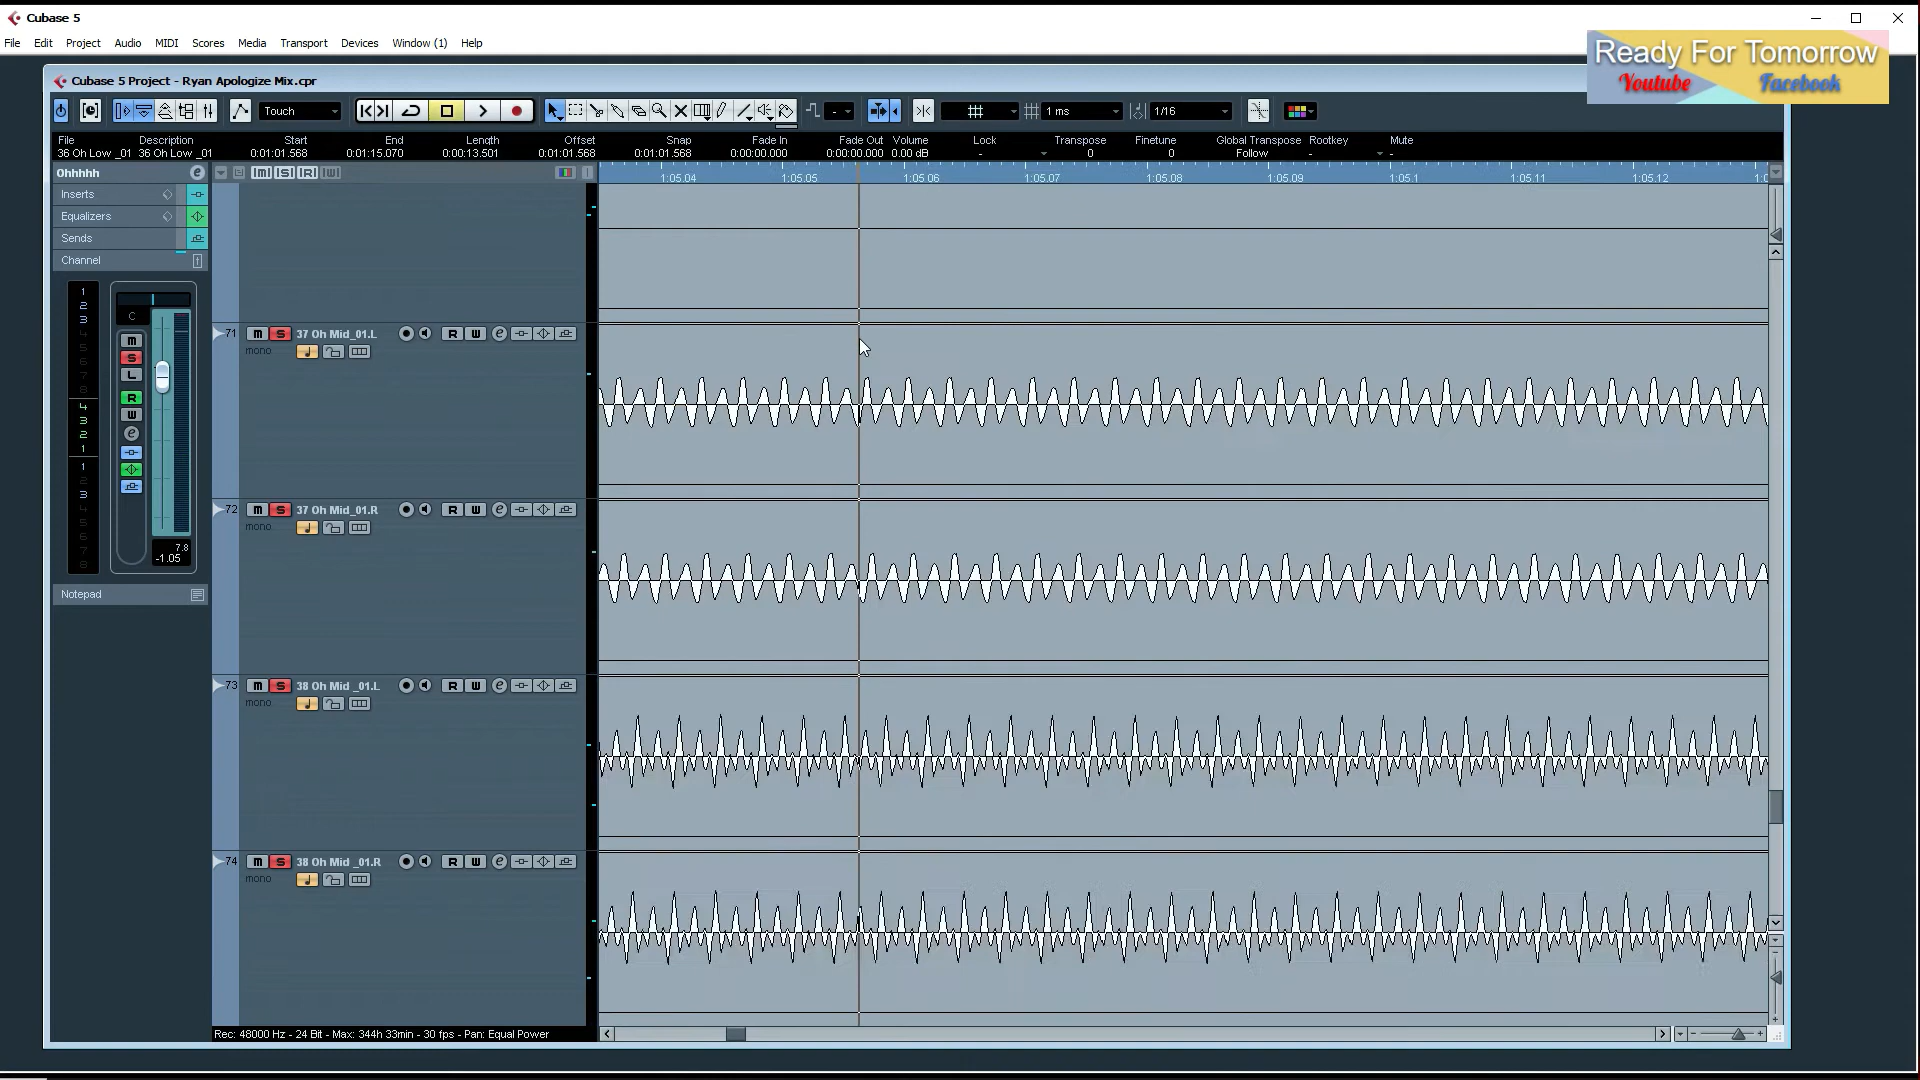 Cubase 5
File Edit Project Audio MIDI Scores Media Transport Devices Window (1) Help
Ready For Tomorrow
Youtube Facebook
Cubase 5 Project - Ryan Apologize Mix.cpr
Touch - 1 ms 1/16
File Description Start End Length Offset Snap Fade In Fade Out Volume Lock Transpose Finetune Global Transpose Rootkey Mute
36 Oh Low _01 36 Oh Low _01 0:01:01.568 0:01:15.070 0:00:13.501 0:01:01.568 0:01:01.568 0:00:00.000 0:00:00.000 0.00 dB - 0 0 Follow - -
Ohhhhh e [M] [S] [R] [W]
1:05.04 1:05.05 1:05.06 1:05.07 1:05.08 1:05.09 1:05.1 1:05.11 1:05.12
Inserts
Equalizers
Sends
Channel
C
M
S
L
R
W
e
7.8
-1.05
Notepad
71 M S 37 Oh Mid_01.L R W e
mono
72 M S 37 Oh Mid_01.R R W e
mono
73 M S 38 Oh Mid _01.L R W e
mono
74 M S 38 Oh Mid _01.R R W e
mono
Rec: 48000 Hz - 24 Bit - Max: 344h 33min - 30 fps - Pan: Equal Power